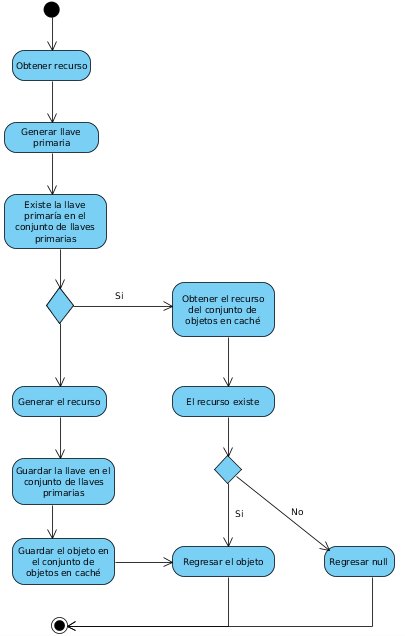 Obtener recurso
Generar llave
primaria
Existe la llave
primaría en el
conjunto de llaves
primarias
Si
Obtener el recurso
del conjunto de
objetos en caché
Generar el recurso
El recurso existe
Guardar la llave en el
conjunto de llaves
primarias
Si
No
Guardar el objeto en
el conjunto de
objetos en caché
Regresar el objeto
Regresar null